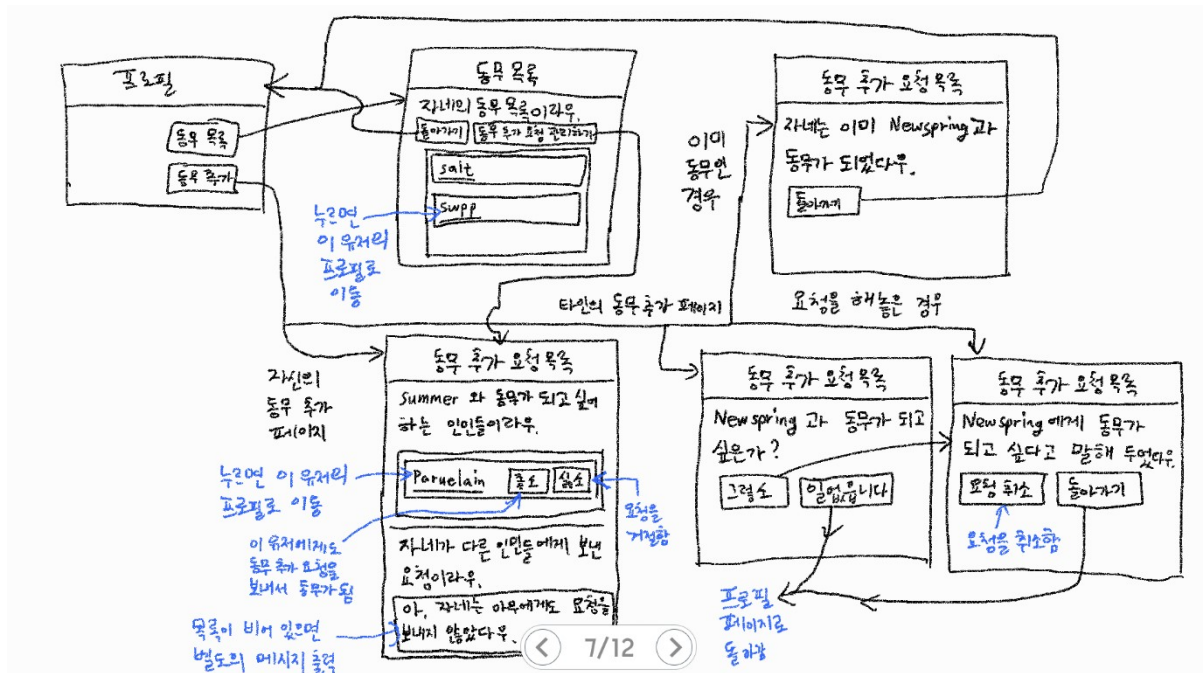 프로필
동무 목록
동무 추가
동무 목록
자네의 동무 목록이라우.
돌아가기
동무 추가 요청 관리하기
salt
swpp
누르면
이 유저의
프로필로
이동
이미
동무인
경우
동무 추가 요청 목록
자네는 이미 Newspring과
동무가 되었다우.
돌아가기
타인의 동무 추가 페이지
요청을 해놓은 경우
자신의
동무 추가
페이지
동무 추가 요청 목록
Summer 와 동무가 되고 싶어
하는 인민들이라우.
Poruelain
좋소
싫소
누르면 이 유저의
프로필로 이동
이 유저에게도
동무 추가 요청을
보내서 동무가 됨
요청을
거절함
자네가 다른 인민들에게 보낸
요청이라우.
아, 자네는 아무에게도 요청을
보내지 않았다우.
목록이 비어 있으면
별도의 메시지 출력
동무 추가 요청 목록
Newspring 과 동무가 되고
싶은가?
그렇소
일없습니다
프로필
페이지로
돌아감
동무 추가 요청 목록
Newspring에게 동무가
되고 싶다고 말해 두었다우.
요청 취소
돌아가기
요청을 취소함
7/12